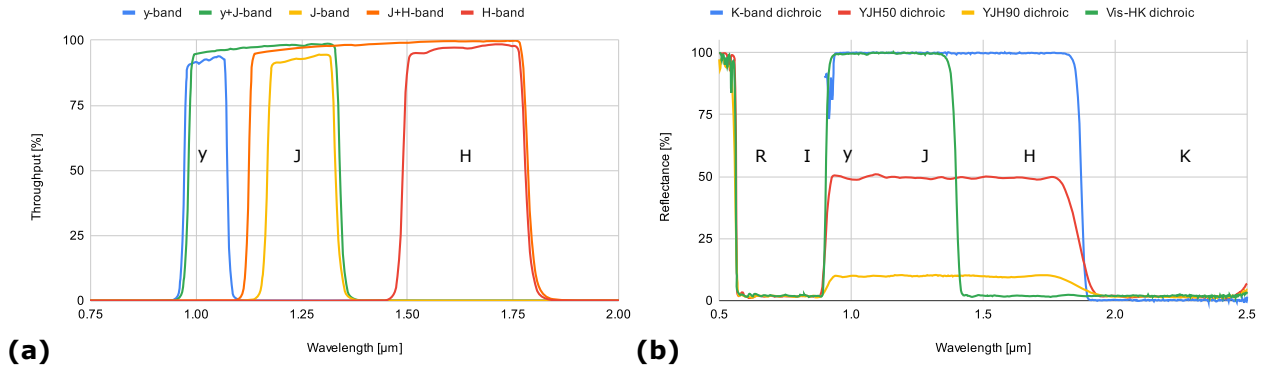 y-band y+J-band J-band J+H-band H-band
100
75
50
25
0
Throughput [%]
y J H
0.75 1.00 1.25 1.50 1.75 2.00
Wavelength [µm]
(a)
K-band dichroic YJH50 dichroic YJH90 dichroic Vis-HK dichroic
100
75
50
25
0
Reflectance [%]
R I y J H K
0.5 1.0 1.5 2.0 2.5
Wavelength [µm]
(b)